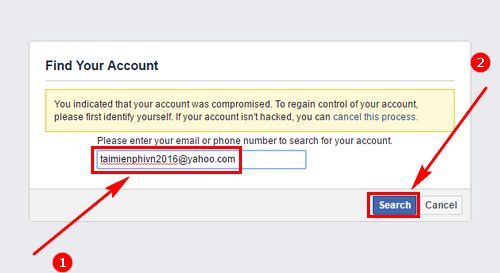 2
Find Your Account
You indicated that your account was compromised. To regain control of your account,
please first identify yourself. If your account isn't hacked, you can cancel this process.
Please enter your email or phone number to search for your account.
taimienphivn2016@yahoo.com
Search Cancel
1